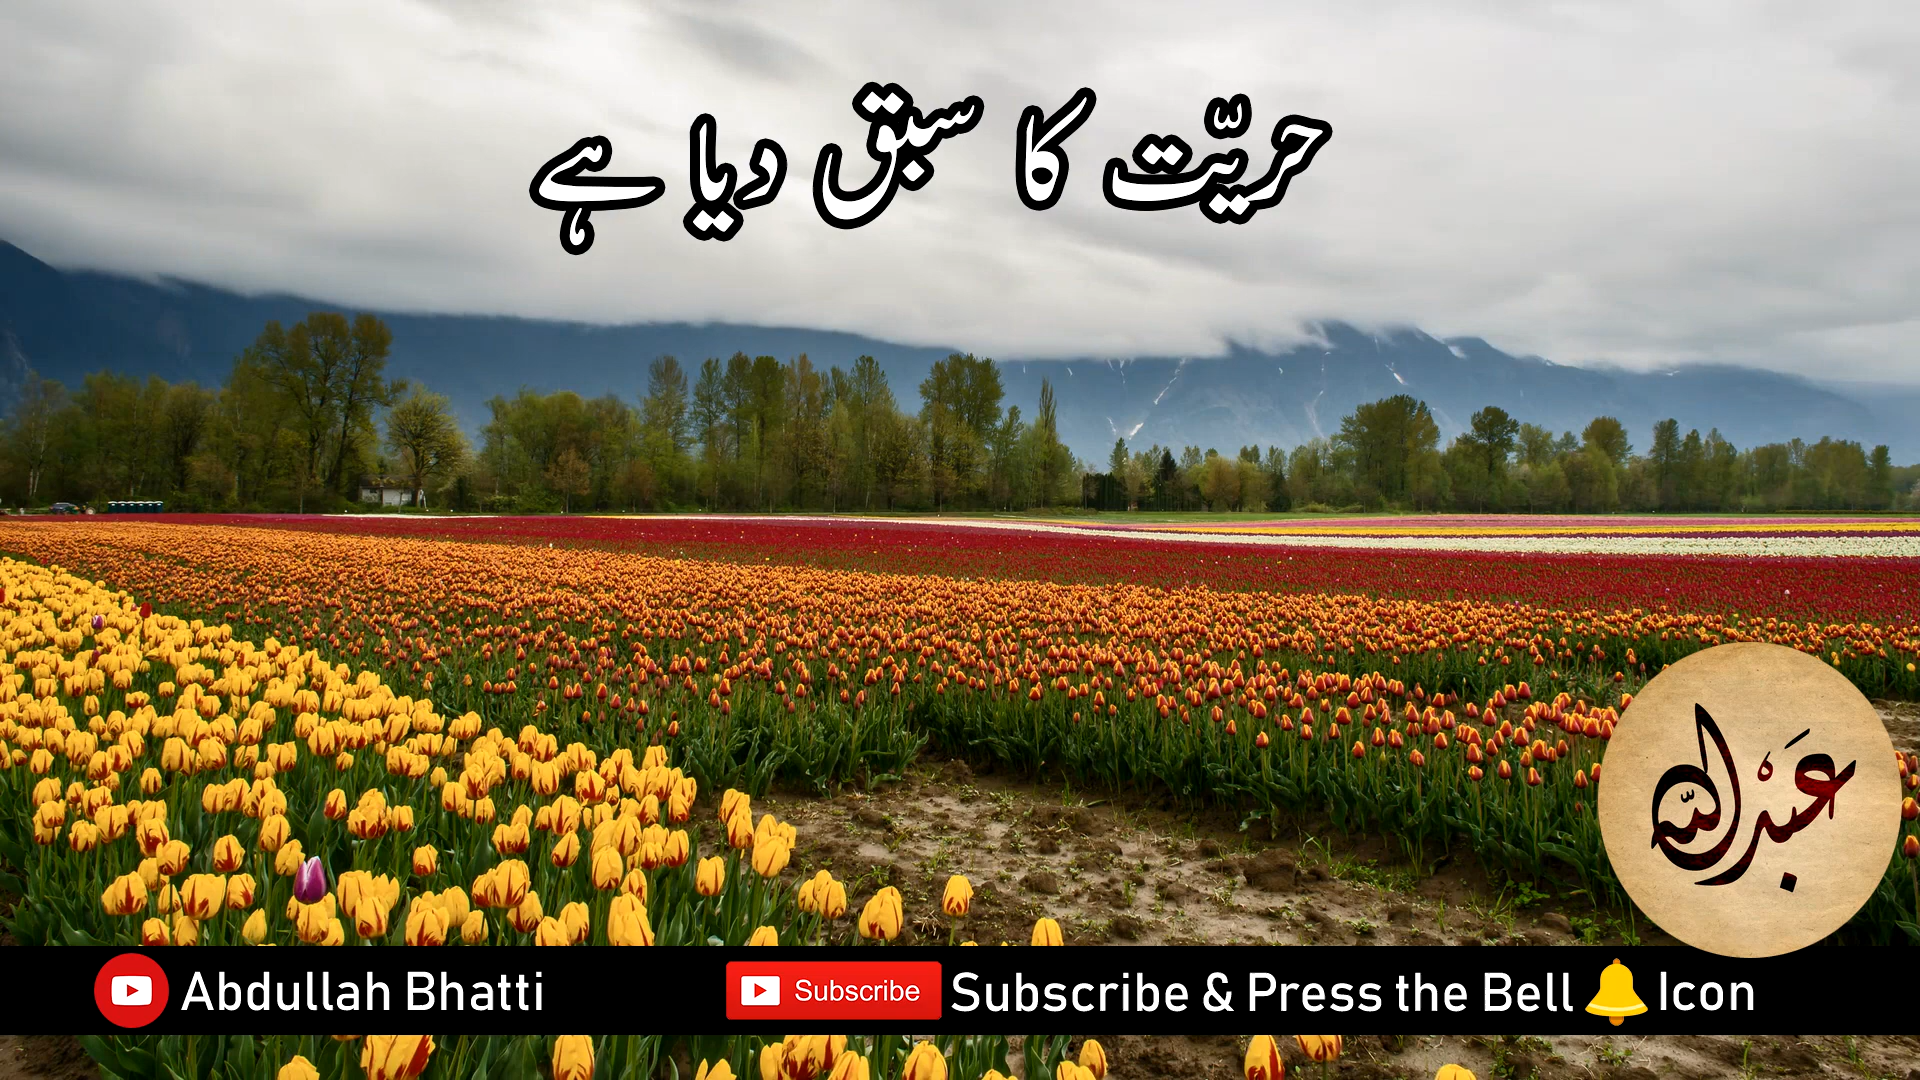 حریّت کا سبق دیا ہے
عبداللہ
Abdullah Bhatti
Subscribe
Subscribe & Press the Bell Icon